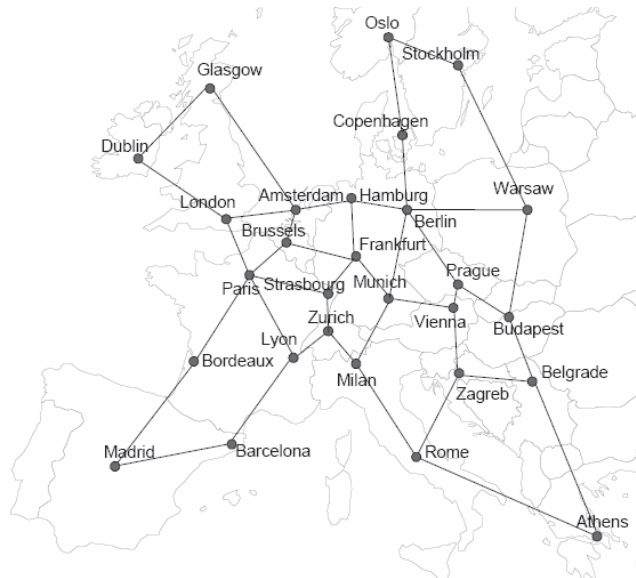 Oslo
Stockholm
Glasgow
Copenhagen
Dublin
Amsterdam
Hamburg
Warsaw
London
Berlin
Brussels
Frankfurt
Prague
Paris
Strasbourg
Munich
Vienna
Budapest
Zurich
Lyon
Bordeaux
Milan
Belgrade
Zagreb
Madrid
Barcelona
Rome
Athens